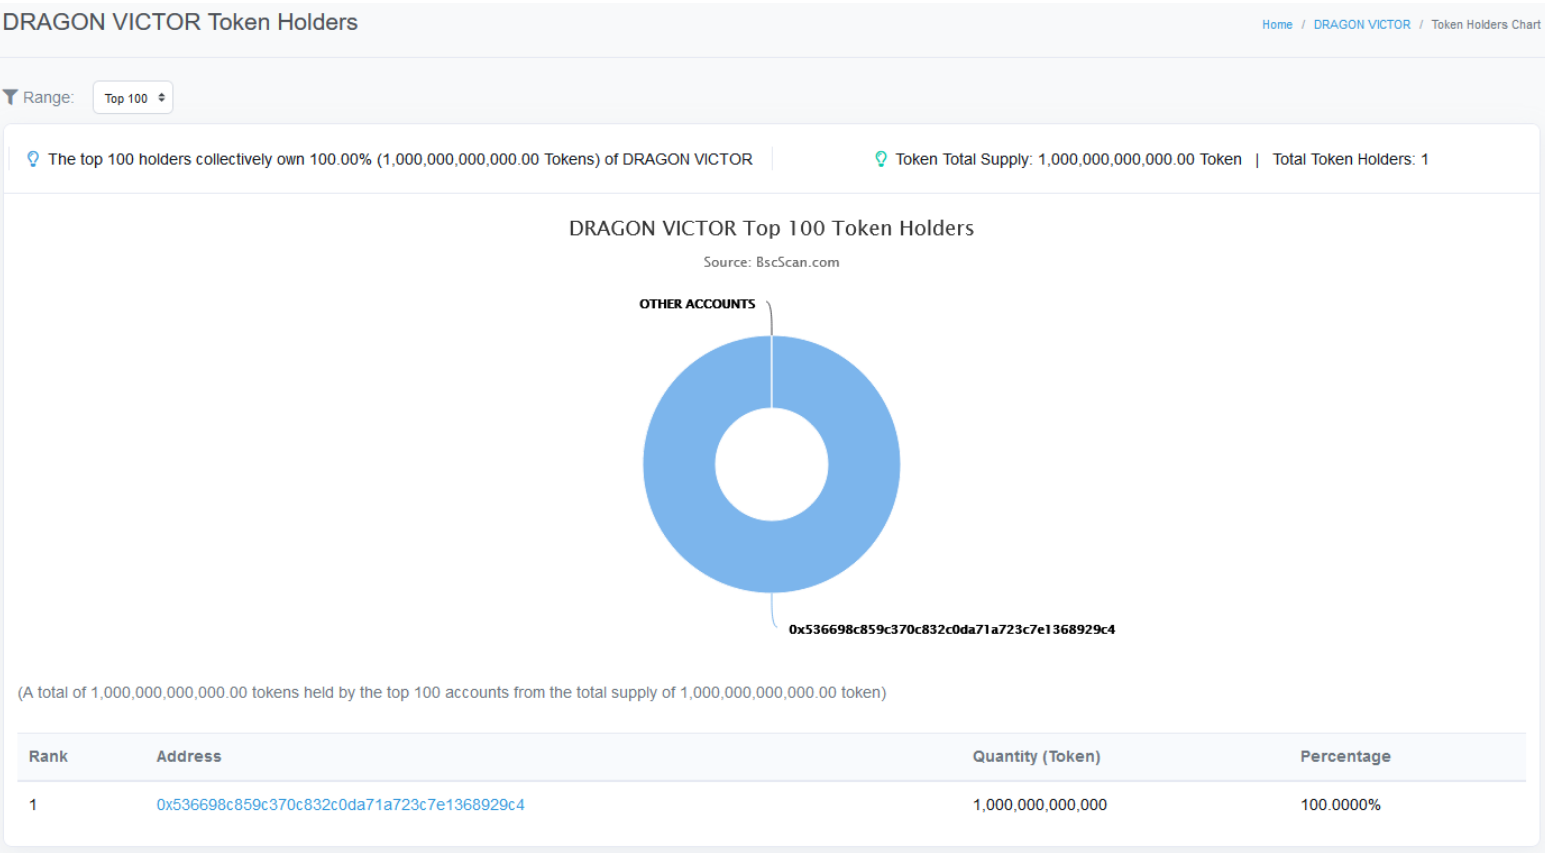 DRAGON VICTOR Token Holders
Home / DRAGON VICTOR / Token Holders Chart
Range: Top 100
The top 100 holders collectively own 100.00% (1,000,000,000,000.00 Tokens) of DRAGON VICTOR
Token Total Supply: 1,000,000,000,000.00 Token | Total Token Holders: 1
DRAGON VICTOR Top 100 Token Holders
Source: BscScan.com
OTHER ACCOUNTS
0x536698c859c370c832c0da71a723c7e1368929c4
(A total of 1,000,000,000,000.00 tokens held by the top 100 accounts from the total supply of 1,000,000,000,000.00 token)
Rank Address Quantity (Token) Percentage
1 0x536698c859c370c832c0da71a723c7e1368929c4 1,000,000,000,000 100.0000%